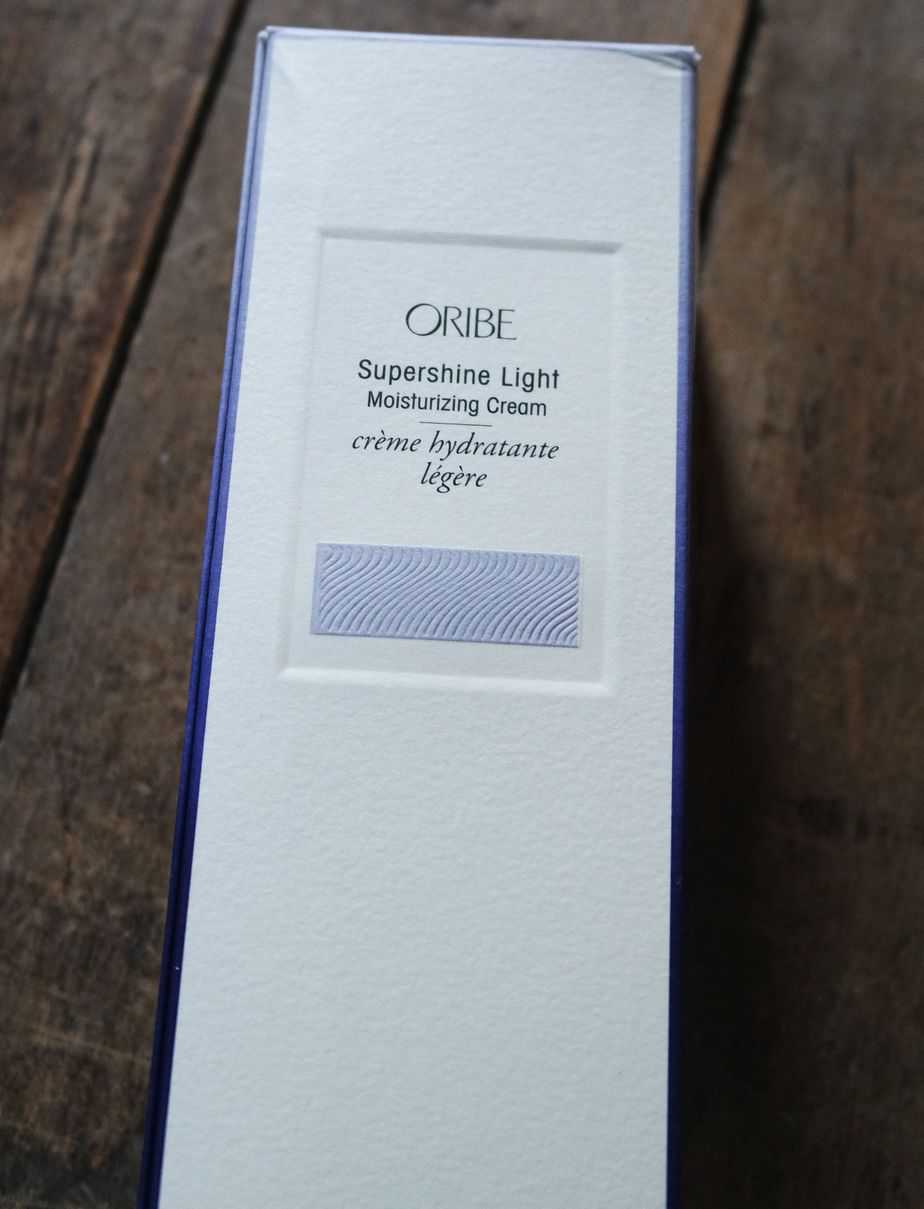 ORIBE
Supershine Light
Moisturizing Cream
crème hydratante
légère